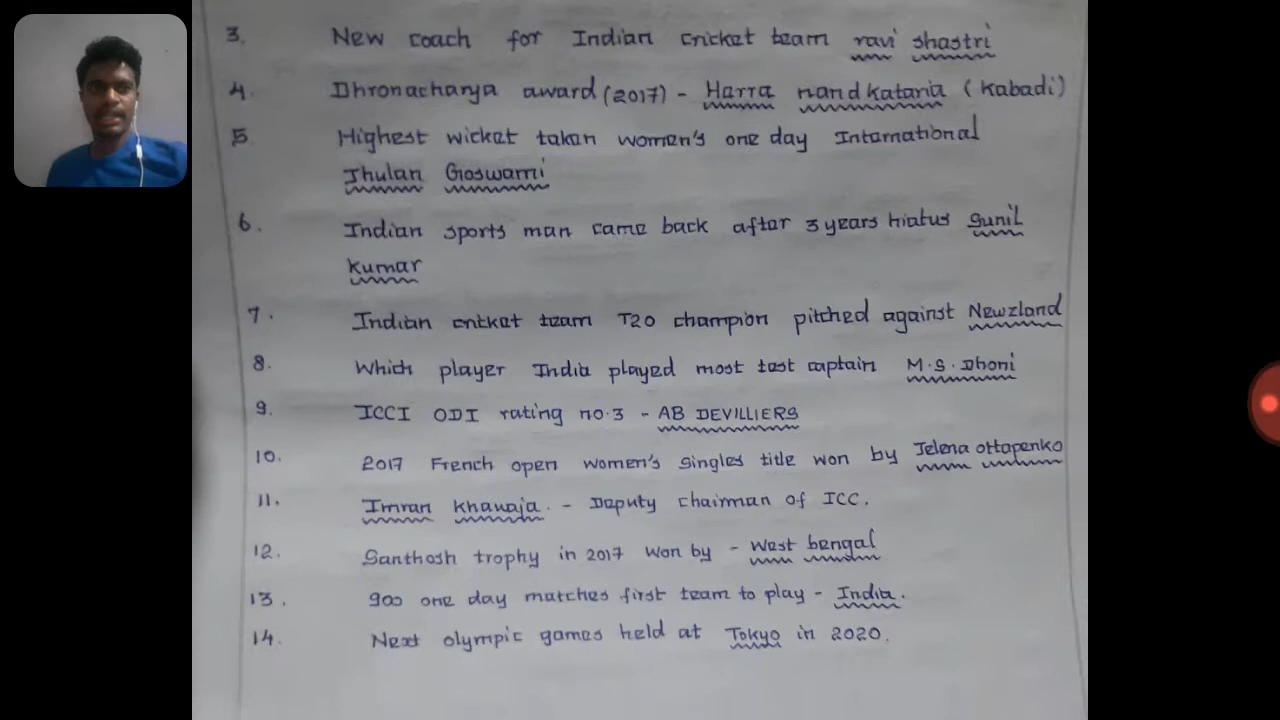 3. New coach for Indian cricket team ravi shastri
4. Dhronacharya award (2017) - Harra nand kataria (Kabadi)
5. Highest wicket taken women's one day International
Jhulan Goswami
6. Indian sports man came back after 3 years hiatus Sunil
kumar
7. Indian cricket team T20 champion pitched against Newzland
8. Which player India played most test captain M.S. Dhoni
9. ICCI ODI rating no.3 - AB DEVILLIERS
10. 2017 French open women's singles title won by Jelena Ottapenko
11. Imran khawaja. - Deputy chairman of ICC.
12. Santhosh trophy in 2017 won by - West bengal
13. 900 one day matches first team to play - India.
14. Next olympic games held at Tokyo in 2020.